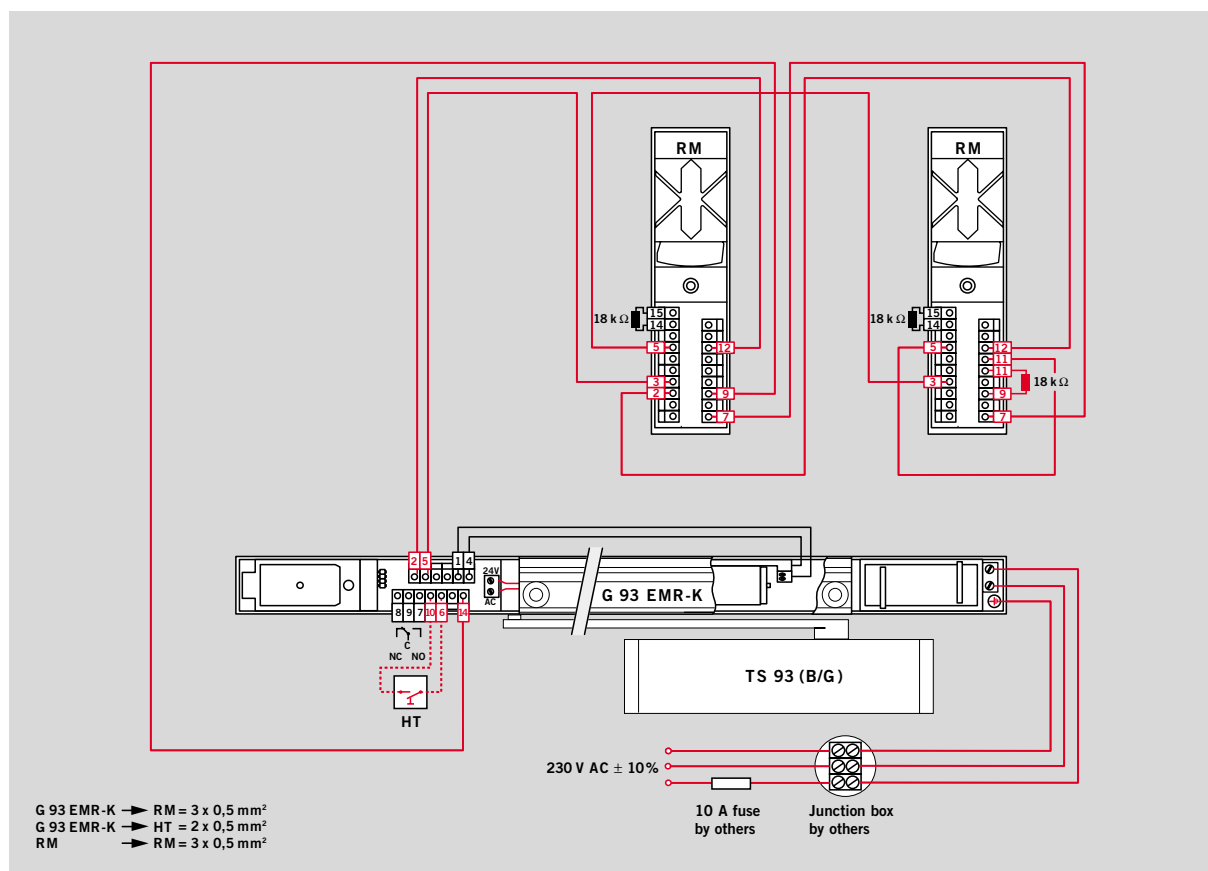 RM
RM
18 k Ω
15
14
5
3
2
12
9
7
18 k Ω
15
14
5
3
12
11
11
9
7
18 k Ω
2 5 1 4
24V
AC
G 93 EMR-K
8 9 7 10 6 14
C
NC NO
HT
TS 93 (B/G)
230 V AC ± 10%
10 A fuse
by others
Junction box
by others
G 93 EMR-K → RM = 3 x 0,5 mm²
G 93 EMR-K → HT = 2 x 0,5 mm²
RM → RM = 3 x 0,5 mm²